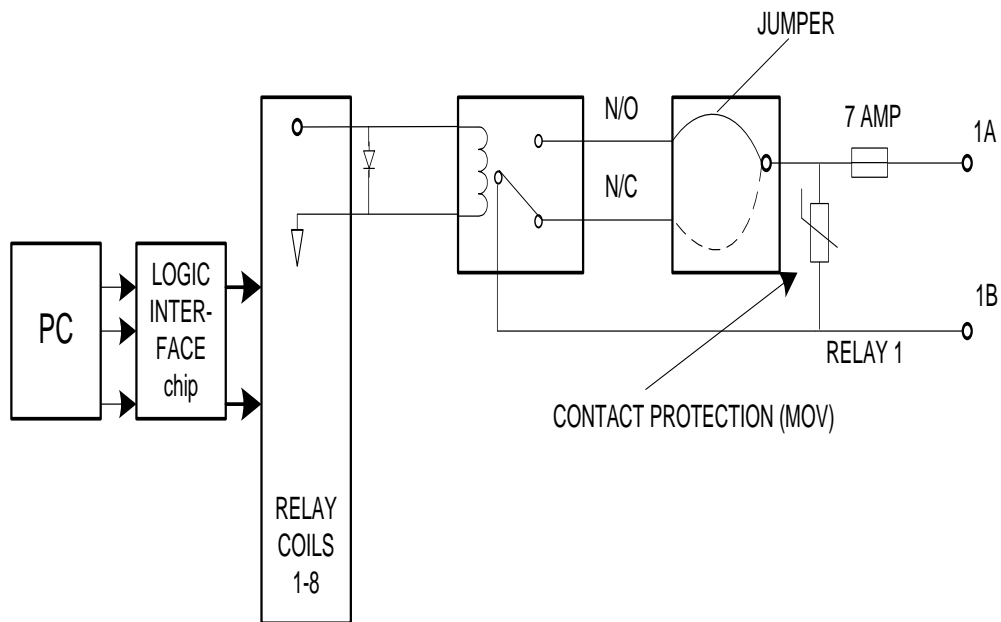 JUMPER
N/O
7 AMP
1A
N/C
LOGIC
INTER-
FACE
chip
PC
1B
RELAY 1
CONTACT PROTECTION (MOV)
RELAY
COILS
1-8